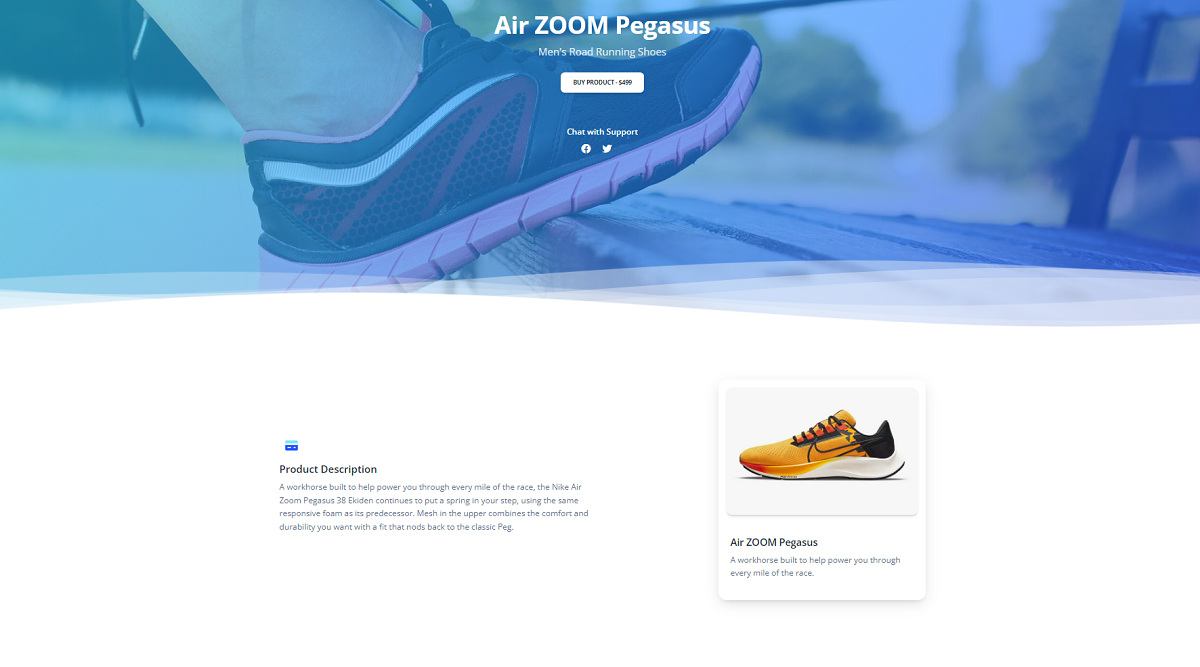 Air ZOOM Pegasus
Men's Road Running Shoes
BUY PRODUCT - $499
Chat with Support
Product Description
A workhorse built to help power you through every mile of the race, the Nike Air
Zoom Pegasus 38 Ekiden continues to put a spring in your step, using the same
responsive foam as its predecessor. Mesh in the upper combines the comfort and
durability you want with a fit that nods back to the classic Peg.
Air ZOOM Pegasus
A workhorse built to help power you through
every mile of the race.